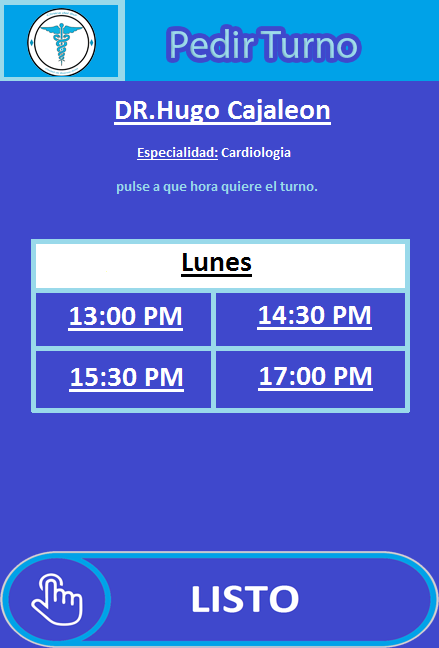 Pedir Turno
DR.Hugo Cajaleon
Especialidad: Cardiologia
pulse a que hora quiere el turno.
Lunes
13:00 PM 14:30 PM
15:30 PM 17:00 PM
LISTO